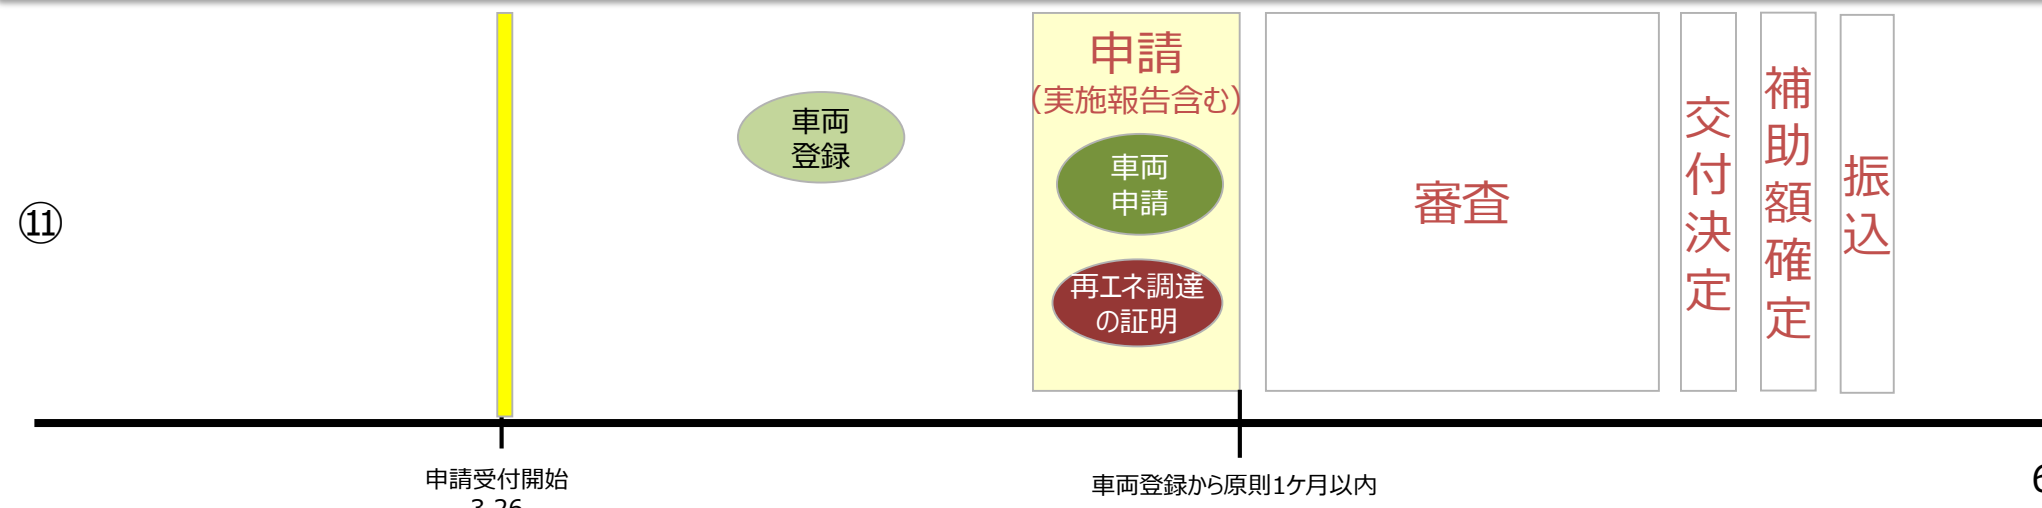 ⑪
車両
登録
申請
（実施報告含む）
車両
申請
再エネ調達
の証明
審査
交付決定
補助額確定
振込
申請受付開始
3.26
車両登録から原則1ケ月以内